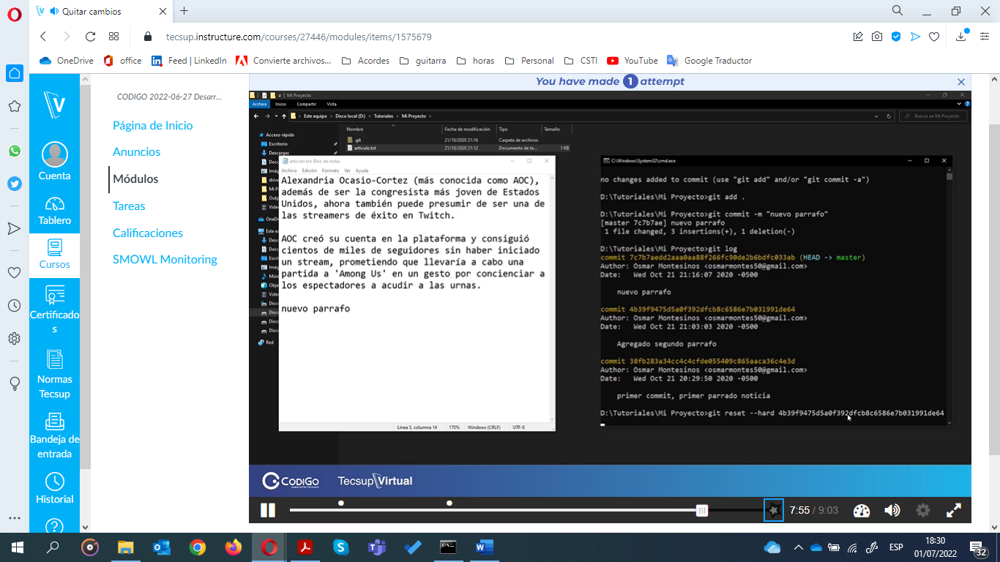 Quitar cambios
tecsup.instructure.com/courses/27446/modules/items/1575679
OneDrive
office
Feed | LinkedIn
Convierte archivos...
Acordes
guitarra
horas
Personal
CSTI
YouTube
Google Traductor
Cuenta
Tablero
Cursos
Certificado
s
Normas
Tecsup
Bandeja de
entrada
Historial
CODIGO 2022-06-27 Desarr...
Página de Inicio
Anuncios
Módulos
Tareas
Calificaciones
SMOWL Monitoring
You have made 1 attempt
Mi Proyecto
Archivo Inicio Compartir Vista
Este equipo > Disco local (D:) > Tutoriales > Mi Proyecto >
Buscar en Mi Proyecto
Nombre Fecha de modificación Tipo Tamaño
.git 21/10/2020 21:16 Carpeta de archivos
articulo.txt 21/10/2020 21:12 Documento de te... 1 KB
Acceso rápido
Escritorio
Descargas
Red
articulo.txt: Bloc de notas
Archivo Edición Formato Ver Ayuda
Alexandria Ocasio-Cortez (más conocida como AOC),
además de ser la congresista más joven de Estados
Unidos, ahora también puede presumir de ser una de
las streamers de éxito en Twitch.
AOC creó su cuenta en la plataforma y consiguió
cientos de miles de seguidores sin haber iniciado
un stream, prometiendo que llevaría a cabo una
partida a 'Among Us' en un gesto por concienciar a
los espectadores a acudir a las urnas.
nuevo parrafo
Línea 5, columna 14 170% Windows (CRLF) UTF-8
C:\Windows\System32\cmd.exe
no changes added to commit (use "git add" and/or "git commit -a")
D:\Tutoriales\Mi Proyecto>git add .
D:\Tutoriales\Mi Proyecto>git commit -m "nuevo parrafo"
[master 7c7b7ae] nuevo parrafo
1 file changed, 3 insertions(+), 1 deletion(-)
D:\Tutoriales\Mi Proyecto>git log
commit 7c7b7aedd2aaa0aa88f266fc90de2b6bdfc033ab (HEAD -> master)
Author: Osmar Montesinos <osmarmontes50@gmail.com>
Date: Wed Oct 21 21:16:07 2020 -0500
nuevo parrafo
commit 4b39f9475d5a0f392dfcb8c6586e7b031991de64
Author: Osmar Montesinos <osmarmontes50@gmail.com>
Date: Wed Oct 21 21:03:03 2020 -0500
Agregado segundo parrafo
commit 38fb283a34cc4c4cfde055409c865aaca36c4e3d
Author: Osmar Montesinos <osmarmontes50@gmail.com>
Date: Wed Oct 21 20:29:50 2020 -0500
primer commit, primer parrado noticia
D:\Tutoriales\Mi Proyecto>git reset --hard 4b39f9475d5a0f392dfcb8c6586e7b031991de64
CODiGO
Tecsup Virtual
7:55 / 9:03
ESP
18:30
01/07/2022
32